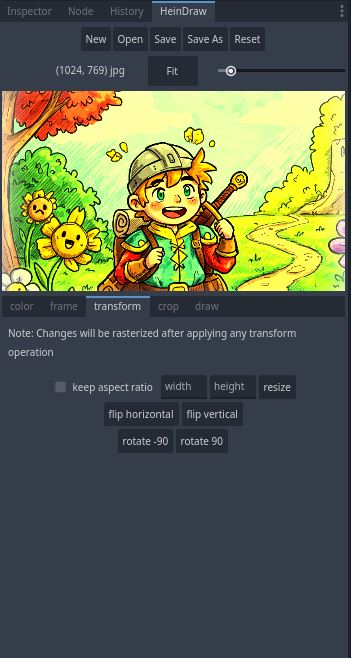 Inspector Node History HeinDraw
New Open Save Save As Reset
(1024, 769) jpg Fit
color frame transform crop draw
Note: Changes will be rasterized after applying any transform
operation
keep aspect ratio width height resize
flip horizontal flip vertical
rotate -90 rotate 90